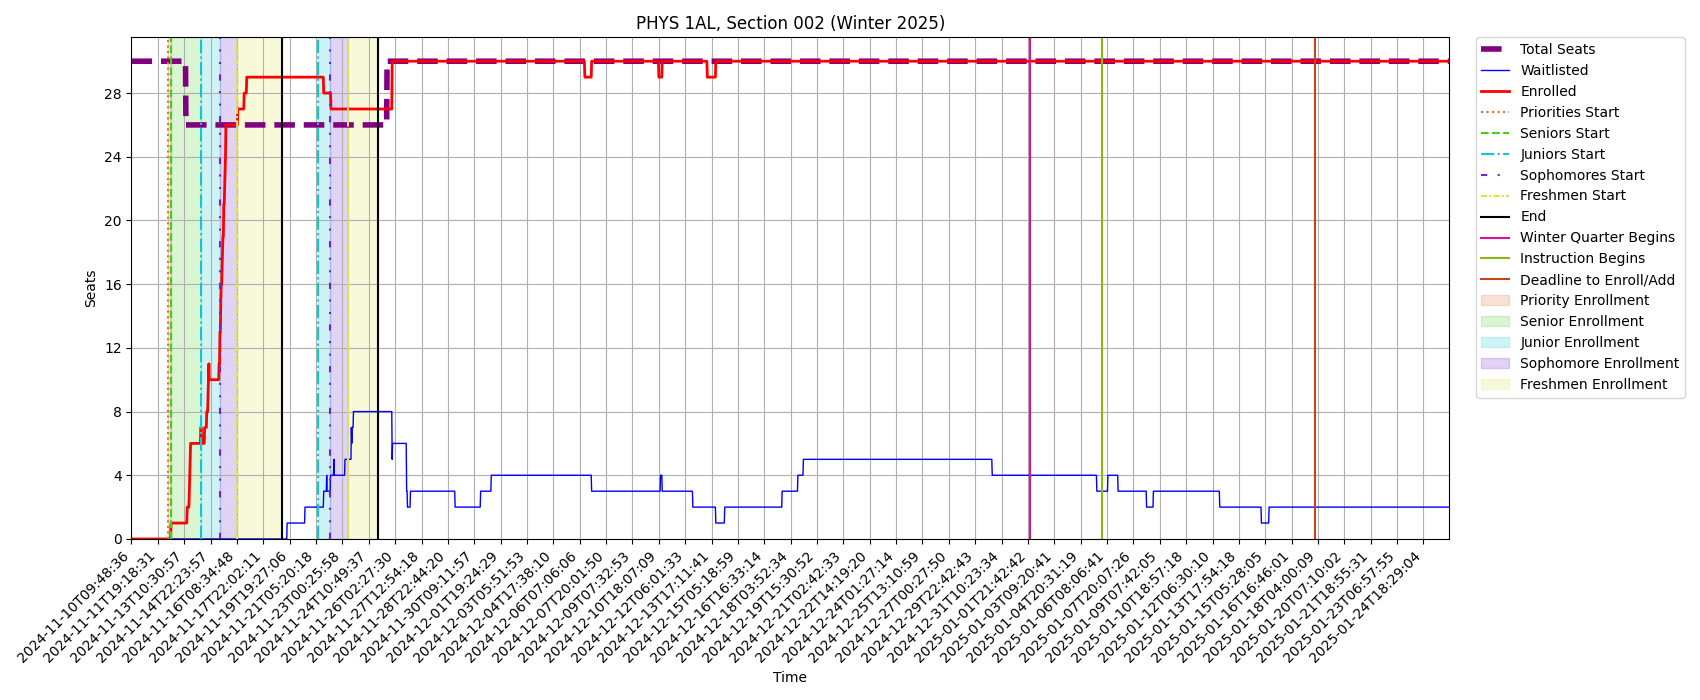 PHYS 1AL, Section 002 (Winter 2025)
Seats
28
24
20
16
12
8
4
0
2024-11-10T09:48:36
2024-11-11T19:18:31
2024-11-13T10:30:57
2024-11-14T22:23:57
2024-11-16T08:34:48
2024-11-17T22:02:11
2024-11-19T19:27:06
2024-11-21T05:20:18
2024-11-23T00:25:58
2024-11-24T10:49:37
2024-11-26T02:27:30
2024-11-27T12:54:18
2024-11-28T22:44:20
2024-11-30T09:11:57
2024-12-01T19:24:29
2024-12-03T05:51:53
2024-12-04T17:38:10
2024-12-06T07:06:06
2024-12-07T20:01:50
2024-12-09T07:32:53
2024-12-10T18:07:09
2024-12-12T06:01:33
2024-12-13T17:11:41
2024-12-15T05:18:59
2024-12-16T16:33:14
2024-12-18T03:52:34
2024-12-19T15:30:52
2024-12-21T02:42:33
2024-12-22T14:19:20
2024-12-24T01:27:14
2024-12-25T13:10:59
2024-12-27T00:27:50
2024-12-29T22:42:43
2024-12-31T10:23:34
2025-01-01T21:42:42
2025-01-03T09:20:41
2025-01-04T20:31:19
2025-01-06T08:06:41
2025-01-07T20:07:26
2025-01-09T07:42:05
2025-01-10T18:57:18
2025-01-12T06:30:10
2025-01-13T17:54:18
2025-01-15T05:28:05
2025-01-16T16:46:01
2025-01-18T04:00:09
2025-01-20T07:10:02
2025-01-21T18:55:31
2025-01-23T06:57:55
2025-01-24T18:29:04
Time
Total Seats
Waitlisted
Enrolled
Priorities Start
Seniors Start
Juniors Start
Sophomores Start
Freshmen Start
End
Winter Quarter Begins
Instruction Begins
Deadline to Enroll/Add
Priority Enrollment
Senior Enrollment
Junior Enrollment
Sophomore Enrollment
Freshmen Enrollment